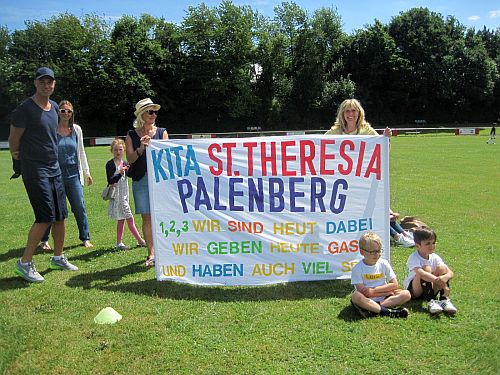 KITA ST.THERESIA
PALENBERG
1,2,3 WIR SIND HEUT DABEI
WIR GEBEN HEUTE GAS
UND HABEN AUCH VIEL